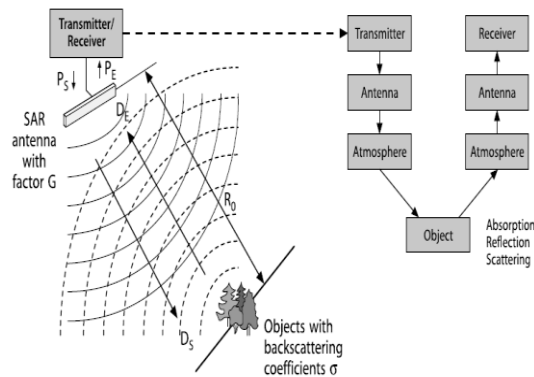 Transmitter/
Receiver
P_S
P_E
SAR
antenna
with
factor G
D_E
R_0
D_S
Objects with
backscattering
coefficients σ
Transmitter
Receiver
Antenna
Antenna
Atmosphere
Atmosphere
Object
Absorption
Reflection
Scattering